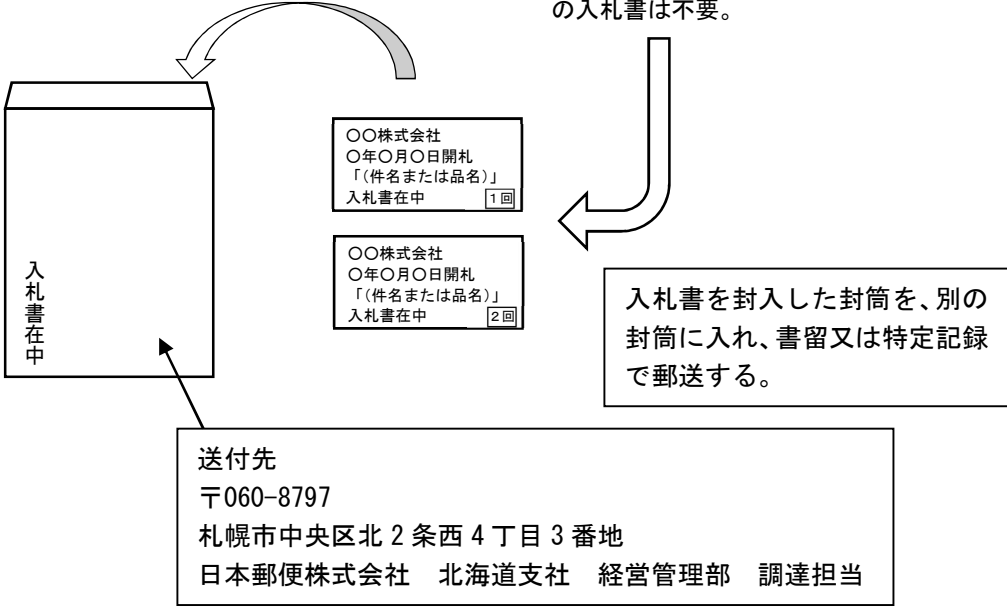 の入札書は不要。
〇〇株式会社
〇年〇月〇日開札
「(件名または品名)」
入札書在中 1回
〇〇株式会社
〇年〇月〇日開札
「(件名または品名)」
入札書在中 2回
入札書在中
入札書を封入した封筒を、別の
封筒に入れ、書留又は特定記録
で郵送する。
送付先
〒060-8797
札幌市中央区北2条西4丁目3番地
日本郵便株式会社 北海道支社 経営管理部 調達担当